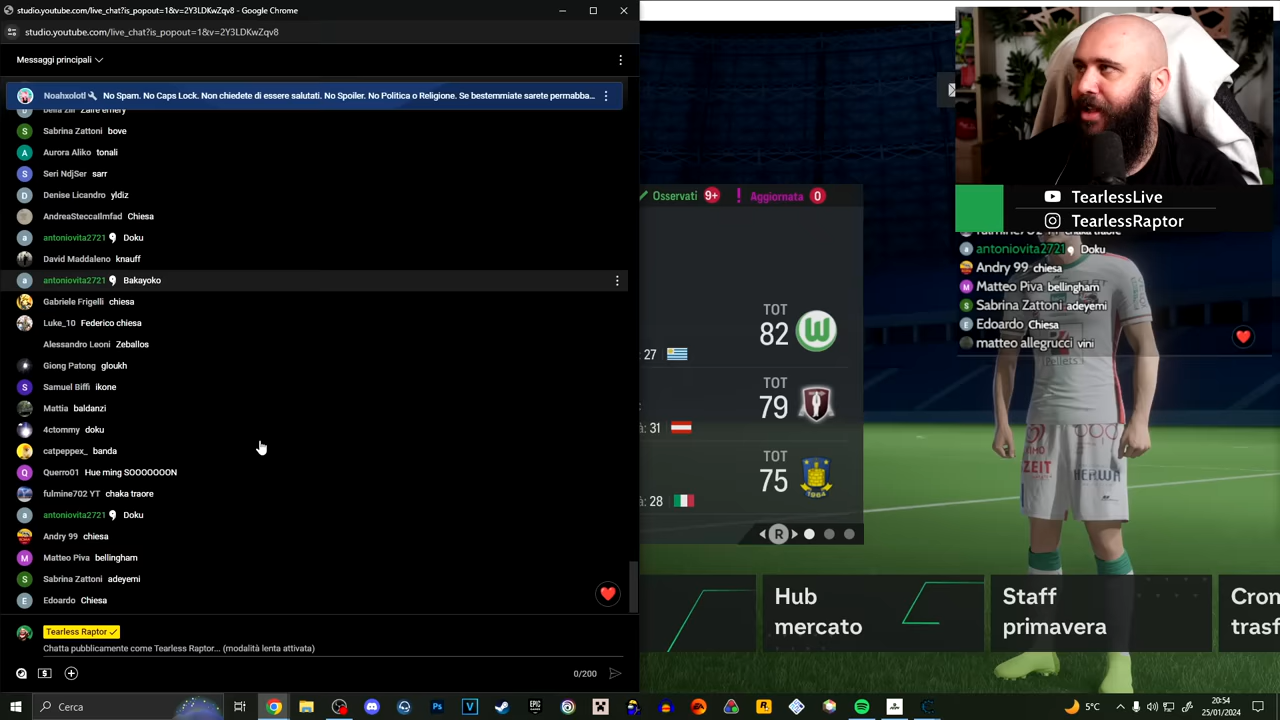 studio.youtube.com/live_chat?is_popout=1&v=2Y3LDKwZqv8 - Google Chrome
studio.youtube.com/live_chat?is_popout=1&v=2Y3LDKwZqv8
Messaggi principali
Noahxolotl No Spam. No Caps Lock. Non chiedere di essere salutati. No Spoiler. No Politica o Religione. Se bestemmiate sarete permabba...
Sabrina Zattoni bove
Aurora Aliko tonali
Seri NdjSer sarr
Denise Licandro yldiz
AndreaSteccaImfad Chiesa
antoniovita2721 Doku
David Maddaleno knauff
antoniovita2721 Bakayoko
Gabriele Frigelli chiesa
Luke_10 Federico chiesa
Alessandro Leoni Zeballos
Giong Patong gloukh
Samuel Biffi ikone
Mattia baldanzi
4ctommy doku
catpeppex_ banda
Querro01 Hue ming SOOOOOOON
fulmine702 YT chaka traore
antoniovita2721 Doku
Andry 99 chiesa
Matteo Piva bellingham
Sabrina Zattoni adeyemi
Edoardo Chiesa
Tearless Raptor
Chatta pubblicamente come Tearless Raptor... (modalità lenta attivata)
0/200
Osservati 9+ Aggiornata 0
TOT
82
27
TOT
79
à: 31
TOT
75
à: 28
R
TearlessLive
TearlessRaptor
antoniovita2721 Doku
Andry 99 chiesa
Matteo Piva bellingham
Sabrina Zattoni adeyemi
Edoardo Chiesa
matteo allegrucci vini
ZEIT
Hub
mercato
Staff
primavera
Cron
trasf
Cerca
5°C
20:54
25/01/2024